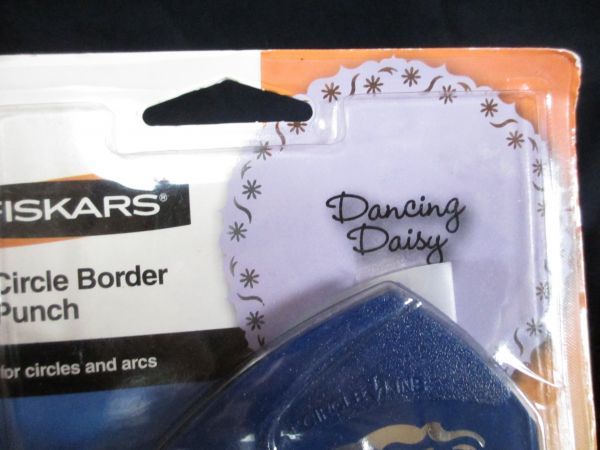 FISKARS®
Circle Border
Punch
for circles and arcs
Dancing
Daisy